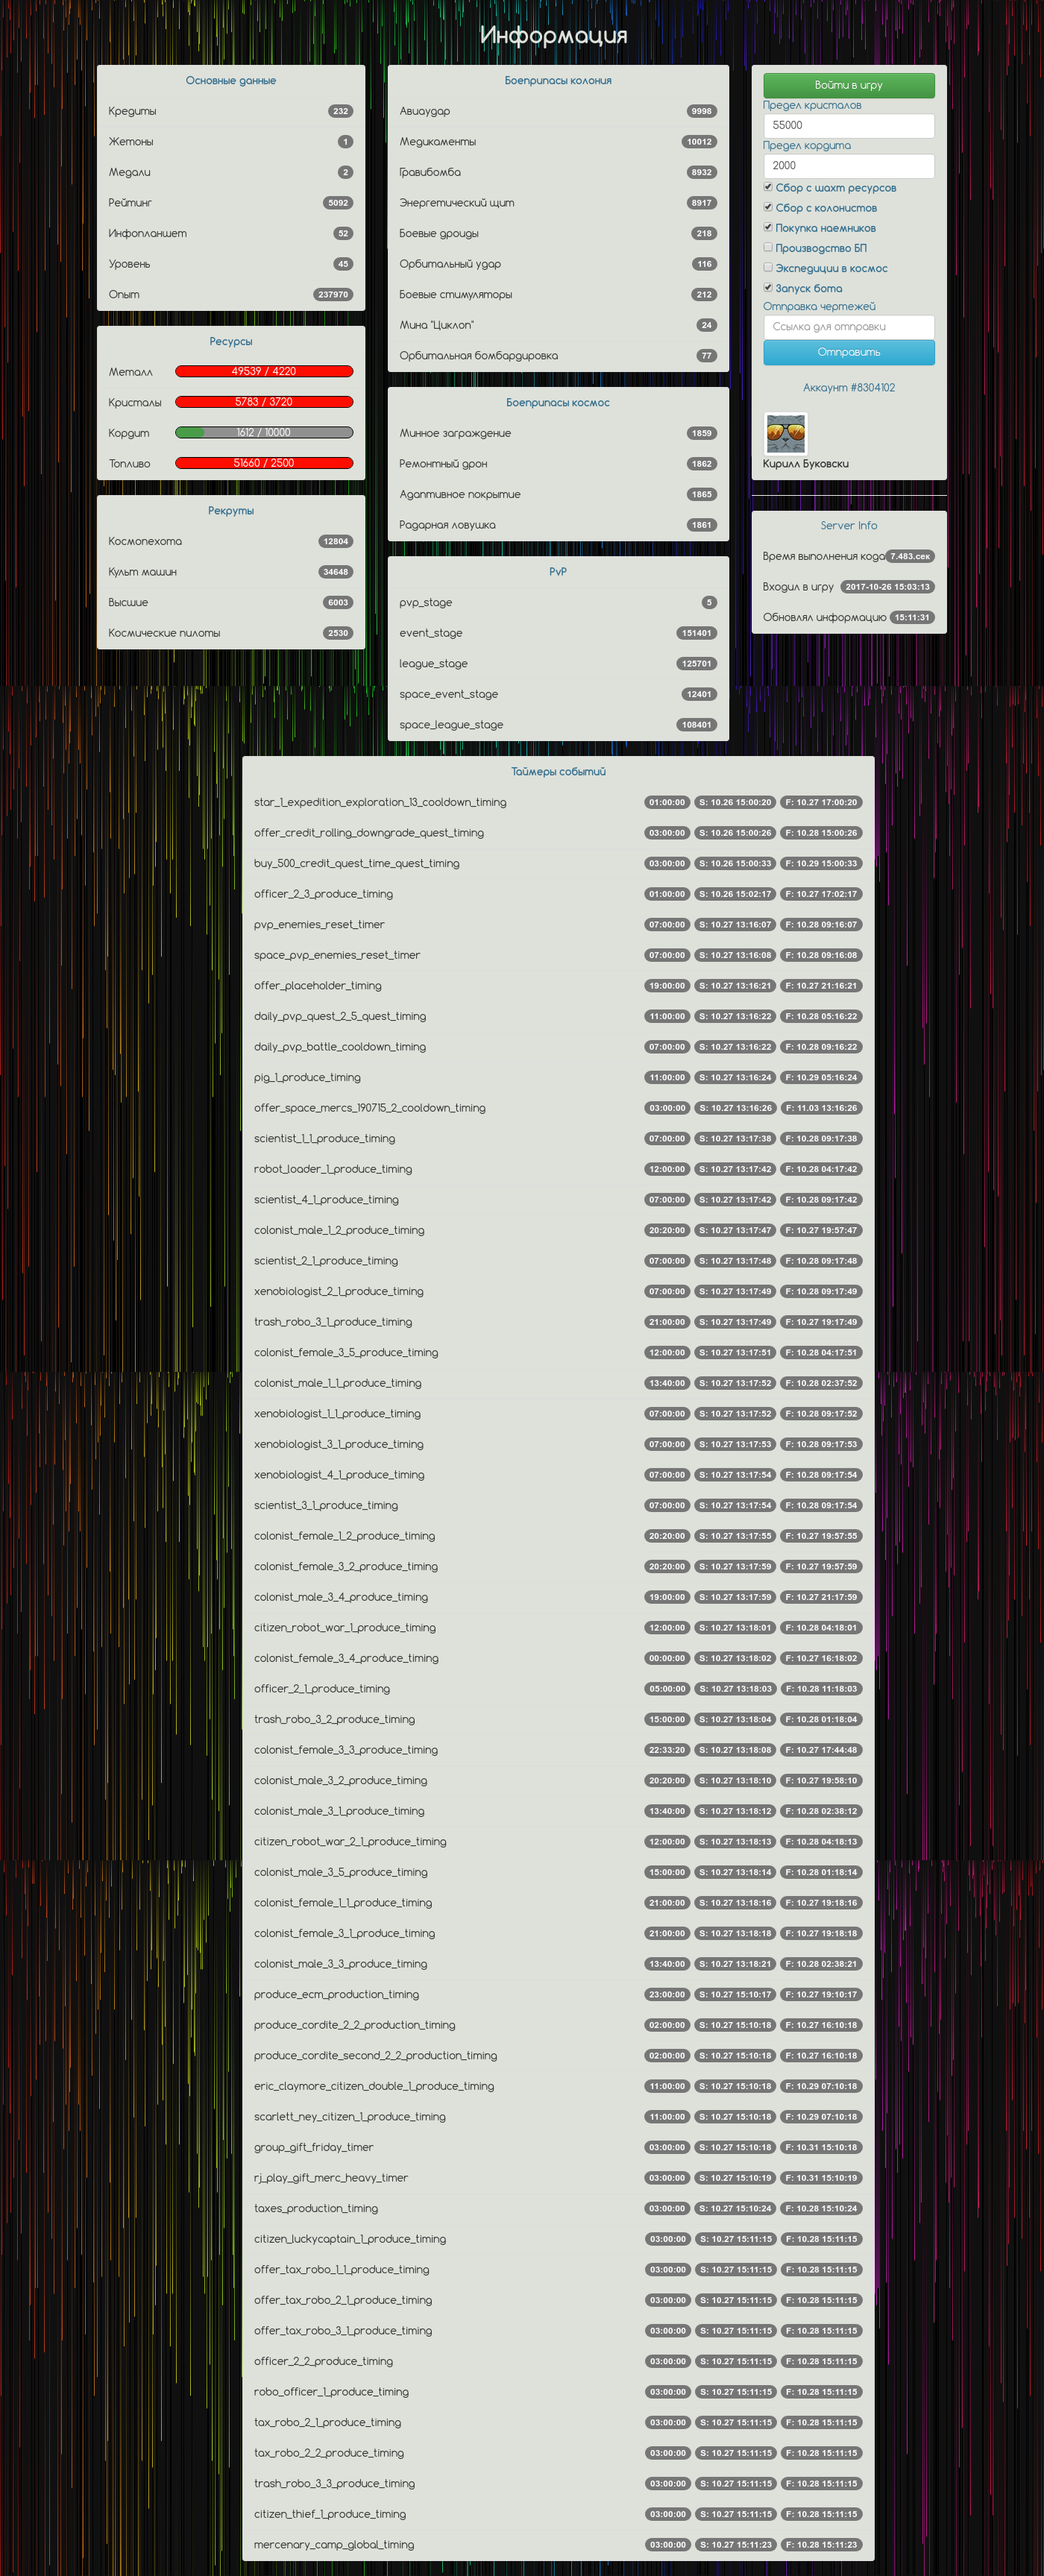 Информация
Основные данные
Кредиты 232
Жетоны 1
Медали 2
Рейтинг 5092
Инфопланшет 52
Уровень 45
Опыт 237970
Ресурсы
Металл 49539 / 4220
Кристалы 5783 / 3720
Кордит 1612 / 10000
Топливо 51660 / 2500
Рекруты
Космопехота 12804
Культ машин 34648
Высшие 6003
Космические пилоты 2530
Боеприпасы колония
Авиаудар 9998
Медикаменты 10012
Гравибомба 8932
Энергетический щит 8917
Боевые дроиды 218
Орбитальный удар 116
Боевые стимуляторы 212
Мина "Циклоп" 24
Орбитальная бомбардировка 77
Боеприпасы космос
Минное заграждение 1859
Ремонтный дрон 1862
Адаптивное покрытие 1865
Радарная ловушка 1861
PvP
pvp_stage 5
event_stage 151401
league_stage 125701
space_event_stage 12401
space_league_stage 108401
Войти в игру
Предел кристалов
55000
Предел кордита
2000
Сбор с шахт ресурсов
Сбор с колонистов
Покупка наемников
Производство БП
Экспедиции в космос
Запуск бота
Отправка чертежей
Ссылка для отправки
Отправить
Аккаунт #8304102
Кирилл Буковски
Server Info
Время выполнения кода 7.483.сек
Входил в игру 2017-10-26 15:03:13
Обновлял информацию 15:11:31
Таймеры событий
star_1_expedition_exploration_13_cooldown_timing 01:00:00 S: 10.26 15:00:20 F: 10.27 17:00:20
offer_credit_rolling_downgrade_quest_timing 03:00:00 S: 10.26 15:00:26 F: 10.28 15:00:26
buy_500_credit_quest_time_quest_timing 03:00:00 S: 10.26 15:00:33 F: 10.29 15:00:33
officer_2_3_produce_timing 01:00:00 S: 10.26 15:02:17 F: 10.27 17:02:17
pvp_enemies_reset_timer 07:00:00 S: 10.27 13:16:07 F: 10.28 09:16:07
space_pvp_enemies_reset_timer 07:00:00 S: 10.27 13:16:08 F: 10.28 09:16:08
offer_placeholder_timing 19:00:00 S: 10.27 13:16:21 F: 10.27 21:16:21
daily_pvp_quest_2_5_quest_timing 11:00:00 S: 10.27 13:16:22 F: 10.28 05:16:22
daily_pvp_battle_cooldown_timing 07:00:00 S: 10.27 13:16:22 F: 10.28 09:16:22
pig_1_produce_timing 11:00:00 S: 10.27 13:16:24 F: 10.29 05:16:24
offer_space_mercs_190715_2_cooldown_timing 03:00:00 S: 10.27 13:16:26 F: 11.03 13:16:26
scientist_1_1_produce_timing 07:00:00 S: 10.27 13:17:38 F: 10.28 09:17:38
robot_loader_1_produce_timing 12:00:00 S: 10.27 13:17:42 F: 10.28 04:17:42
scientist_4_1_produce_timing 07:00:00 S: 10.27 13:17:42 F: 10.28 09:17:42
colonist_male_1_2_produce_timing 20:20:00 S: 10.27 13:17:47 F: 10.27 19:57:47
scientist_2_1_produce_timing 07:00:00 S: 10.27 13:17:48 F: 10.28 09:17:48
xenobiologist_2_1_produce_timing 07:00:00 S: 10.27 13:17:49 F: 10.28 09:17:49
trash_robo_3_1_produce_timing 21:00:00 S: 10.27 13:17:49 F: 10.27 19:17:49
colonist_female_3_5_produce_timing 12:00:00 S: 10.27 13:17:51 F: 10.28 04:17:51
colonist_male_1_1_produce_timing 13:40:00 S: 10.27 13:17:52 F: 10.28 02:37:52
xenobiologist_1_1_produce_timing 07:00:00 S: 10.27 13:17:52 F: 10.28 09:17:52
xenobiologist_3_1_produce_timing 07:00:00 S: 10.27 13:17:53 F: 10.28 09:17:53
xenobiologist_4_1_produce_timing 07:00:00 S: 10.27 13:17:54 F: 10.28 09:17:54
scientist_3_1_produce_timing 07:00:00 S: 10.27 13:17:54 F: 10.28 09:17:54
colonist_female_1_2_produce_timing 20:20:00 S: 10.27 13:17:55 F: 10.27 19:57:55
colonist_female_3_2_produce_timing 20:20:00 S: 10.27 13:17:59 F: 10.27 19:57:59
colonist_male_3_4_produce_timing 19:00:00 S: 10.27 13:17:59 F: 10.27 21:17:59
citizen_robot_war_1_produce_timing 12:00:00 S: 10.27 13:18:01 F: 10.28 04:18:01
colonist_female_3_4_produce_timing 00:00:00 S: 10.27 13:18:02 F: 10.27 16:18:02
officer_2_1_produce_timing 05:00:00 S: 10.27 13:18:03 F: 10.28 11:18:03
trash_robo_3_2_produce_timing 15:00:00 S: 10.27 13:18:04 F: 10.28 01:18:04
colonist_female_3_3_produce_timing 22:33:20 S: 10.27 13:18:08 F: 10.27 17:44:48
colonist_male_3_2_produce_timing 20:20:00 S: 10.27 13:18:10 F: 10.27 19:58:10
colonist_male_3_1_produce_timing 13:40:00 S: 10.27 13:18:12 F: 10.28 02:38:12
citizen_robot_war_2_1_produce_timing 12:00:00 S: 10.27 13:18:13 F: 10.28 04:18:13
colonist_male_3_5_produce_timing 15:00:00 S: 10.27 13:18:14 F: 10.28 01:18:14
colonist_female_1_1_produce_timing 21:00:00 S: 10.27 13:18:16 F: 10.27 19:18:16
colonist_female_3_1_produce_timing 21:00:00 S: 10.27 13:18:18 F: 10.27 19:18:18
colonist_male_3_3_produce_timing 13:40:00 S: 10.27 13:18:21 F: 10.28 02:38:21
produce_ecm_production_timing 23:00:00 S: 10.27 15:10:17 F: 10.27 19:10:17
produce_cordite_2_2_production_timing 02:00:00 S: 10.27 15:10:18 F: 10.27 16:10:18
produce_cordite_second_2_2_production_timing 02:00:00 S: 10.27 15:10:18 F: 10.27 16:10:18
eric_claymore_citizen_double_1_produce_timing 11:00:00 S: 10.27 15:10:18 F: 10.29 07:10:18
scarlett_ney_citizen_1_produce_timing 11:00:00 S: 10.27 15:10:18 F: 10.29 07:10:18
group_gift_friday_timer 03:00:00 S: 10.27 15:10:18 F: 10.31 15:10:18
rj_play_gift_merc_heavy_timer 03:00:00 S: 10.27 15:10:19 F: 10.31 15:10:19
taxes_production_timing 03:00:00 S: 10.27 15:10:24 F: 10.28 15:10:24
citizen_luckycaptain_1_produce_timing 03:00:00 S: 10.27 15:11:15 F: 10.28 15:11:15
offer_tax_robo_1_1_produce_timing 03:00:00 S: 10.27 15:11:15 F: 10.28 15:11:15
offer_tax_robo_2_1_produce_timing 03:00:00 S: 10.27 15:11:15 F: 10.28 15:11:15
offer_tax_robo_3_1_produce_timing 03:00:00 S: 10.27 15:11:15 F: 10.28 15:11:15
officer_2_2_produce_timing 03:00:00 S: 10.27 15:11:15 F: 10.28 15:11:15
robo_officer_1_produce_timing 03:00:00 S: 10.27 15:11:15 F: 10.28 15:11:15
tax_robo_2_1_produce_timing 03:00:00 S: 10.27 15:11:15 F: 10.28 15:11:15
tax_robo_2_2_produce_timing 03:00:00 S: 10.27 15:11:15 F: 10.28 15:11:15
trash_robo_3_3_produce_timing 03:00:00 S: 10.27 15:11:15 F: 10.28 15:11:15
citizen_thief_1_produce_timing 03:00:00 S: 10.27 15:11:15 F: 10.28 15:11:15
mercenary_camp_global_timing 03:00:00 S: 10.27 15:11:23 F: 10.28 15:11:23